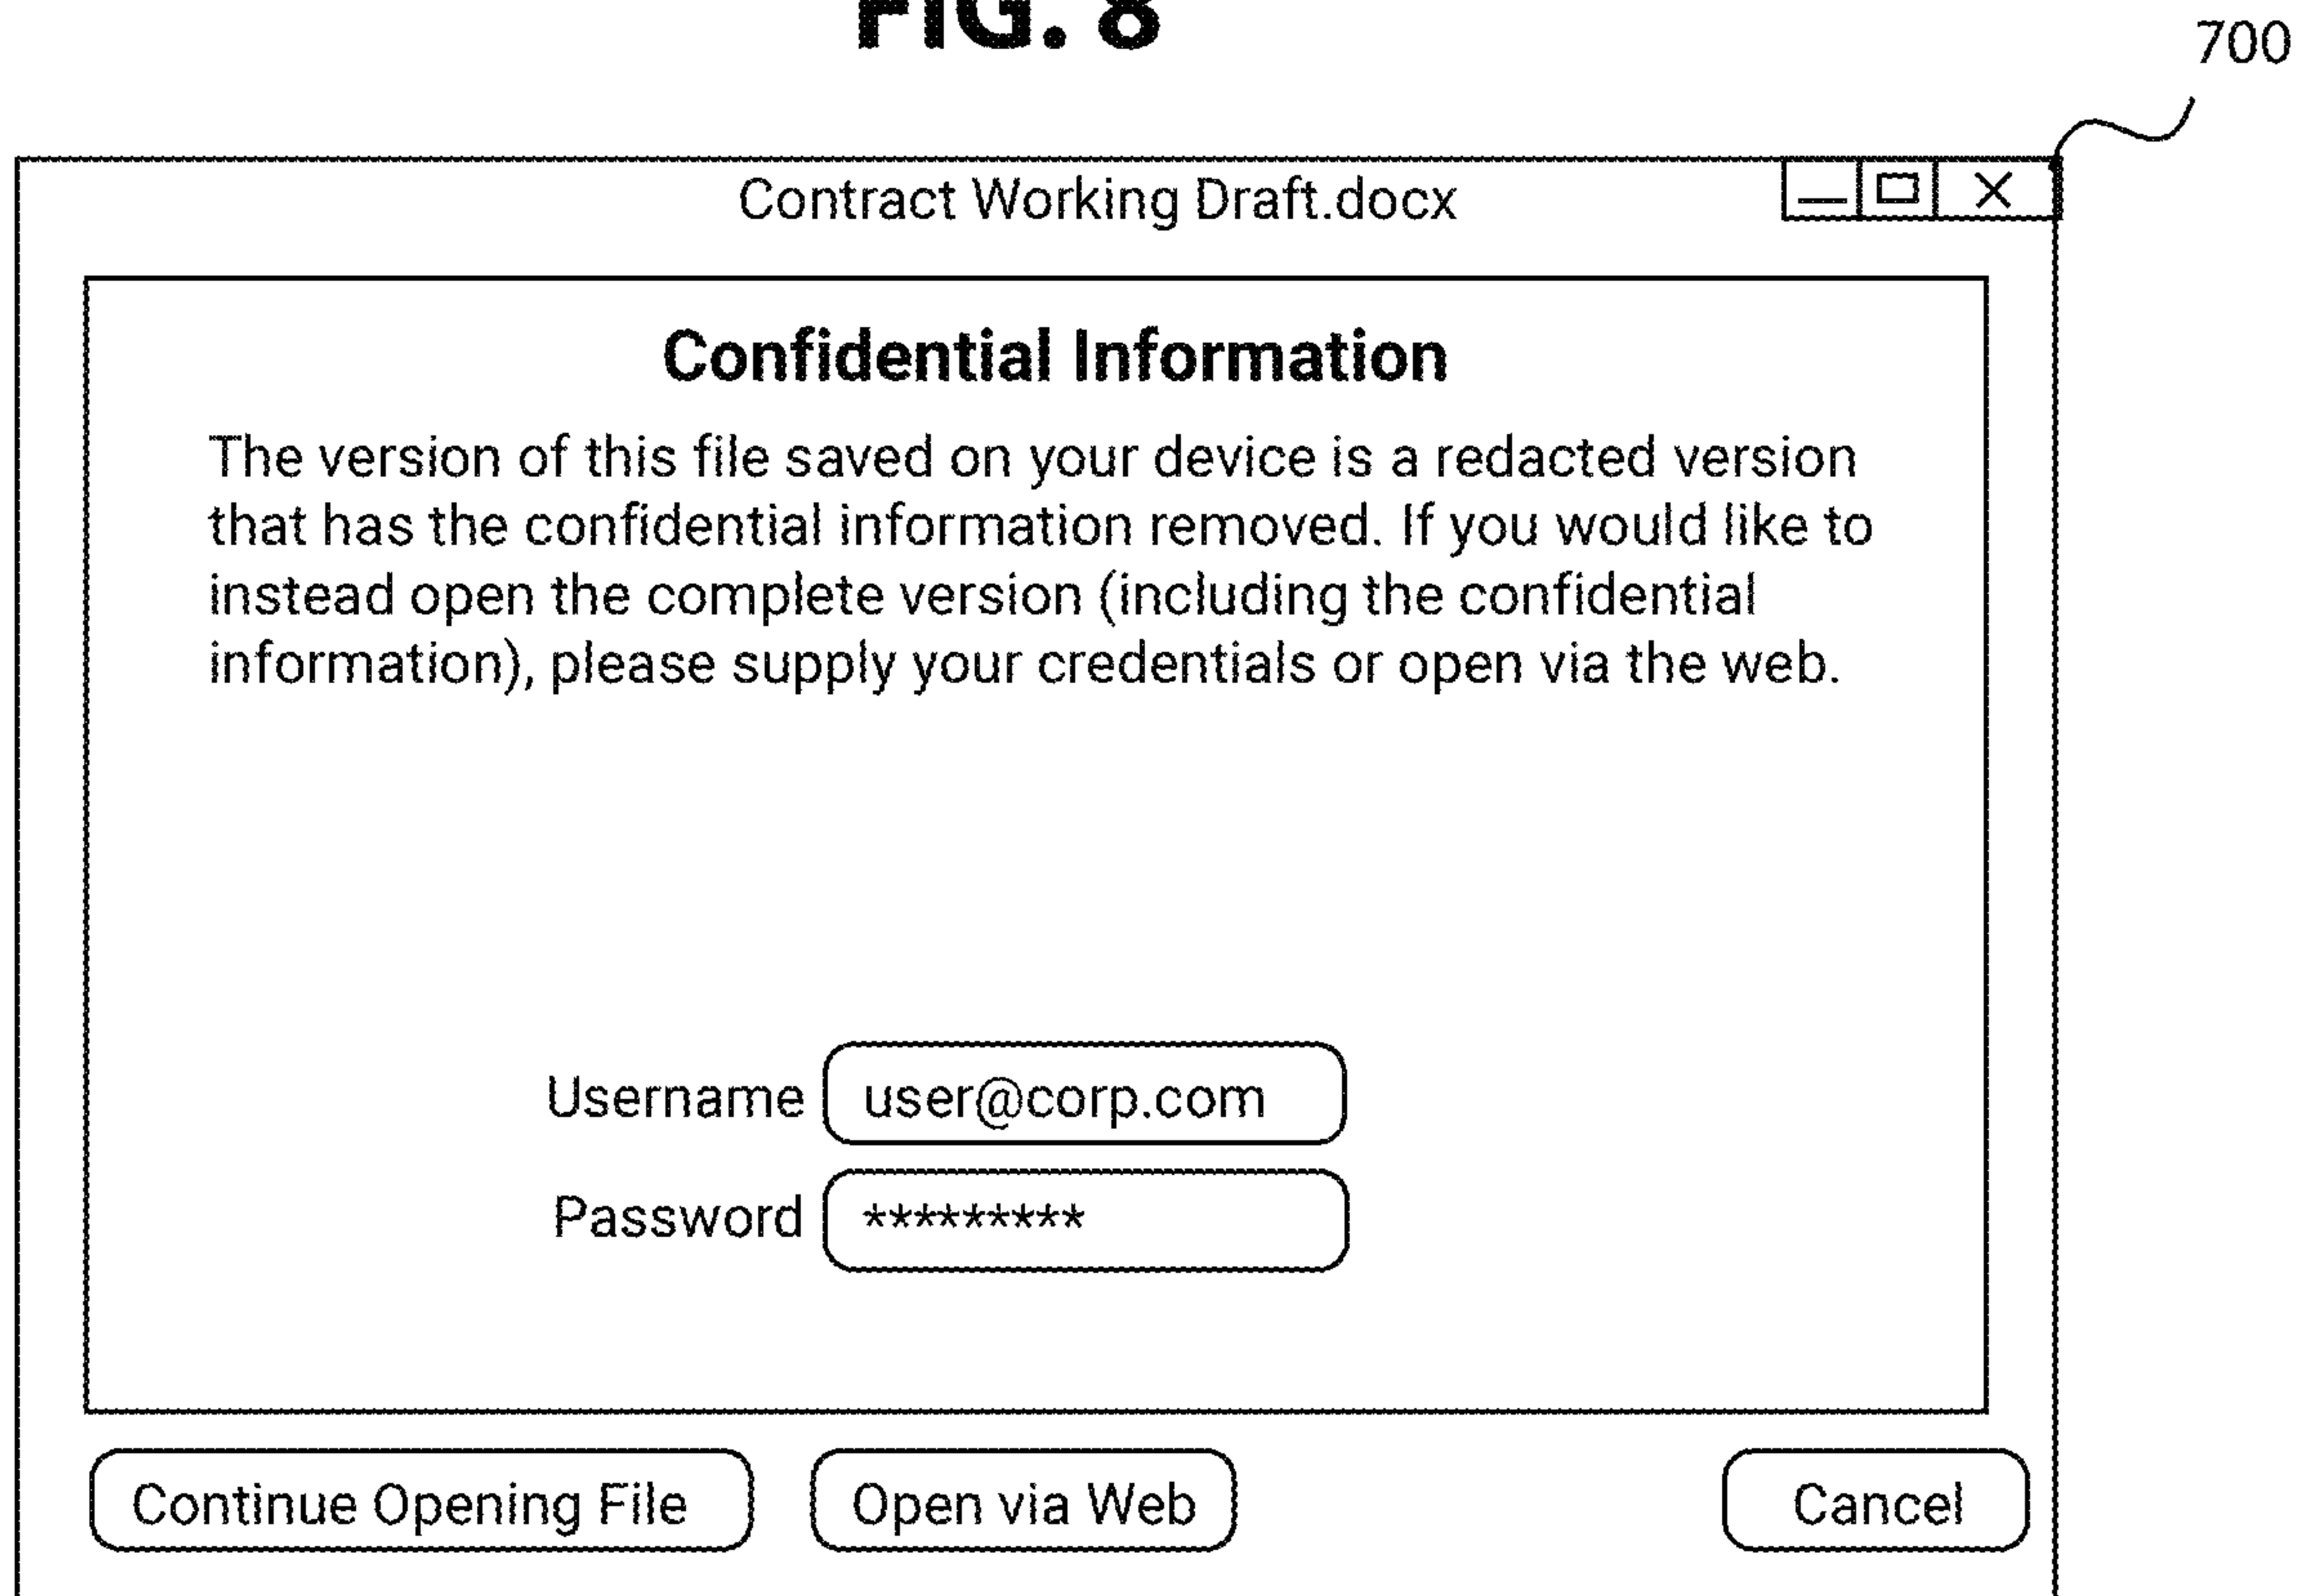 FIG. 8
700
Contract Working Draft.docx
Confidential Information
The version of this file saved on your device is a redacted version
that has the confidential information removed. If you would like to
instead open the complete version (including the confidential
information), please supply your credentials or open via the web.
Username user@corp.com
Password *********
Continue Opening File Open via Web Cancel